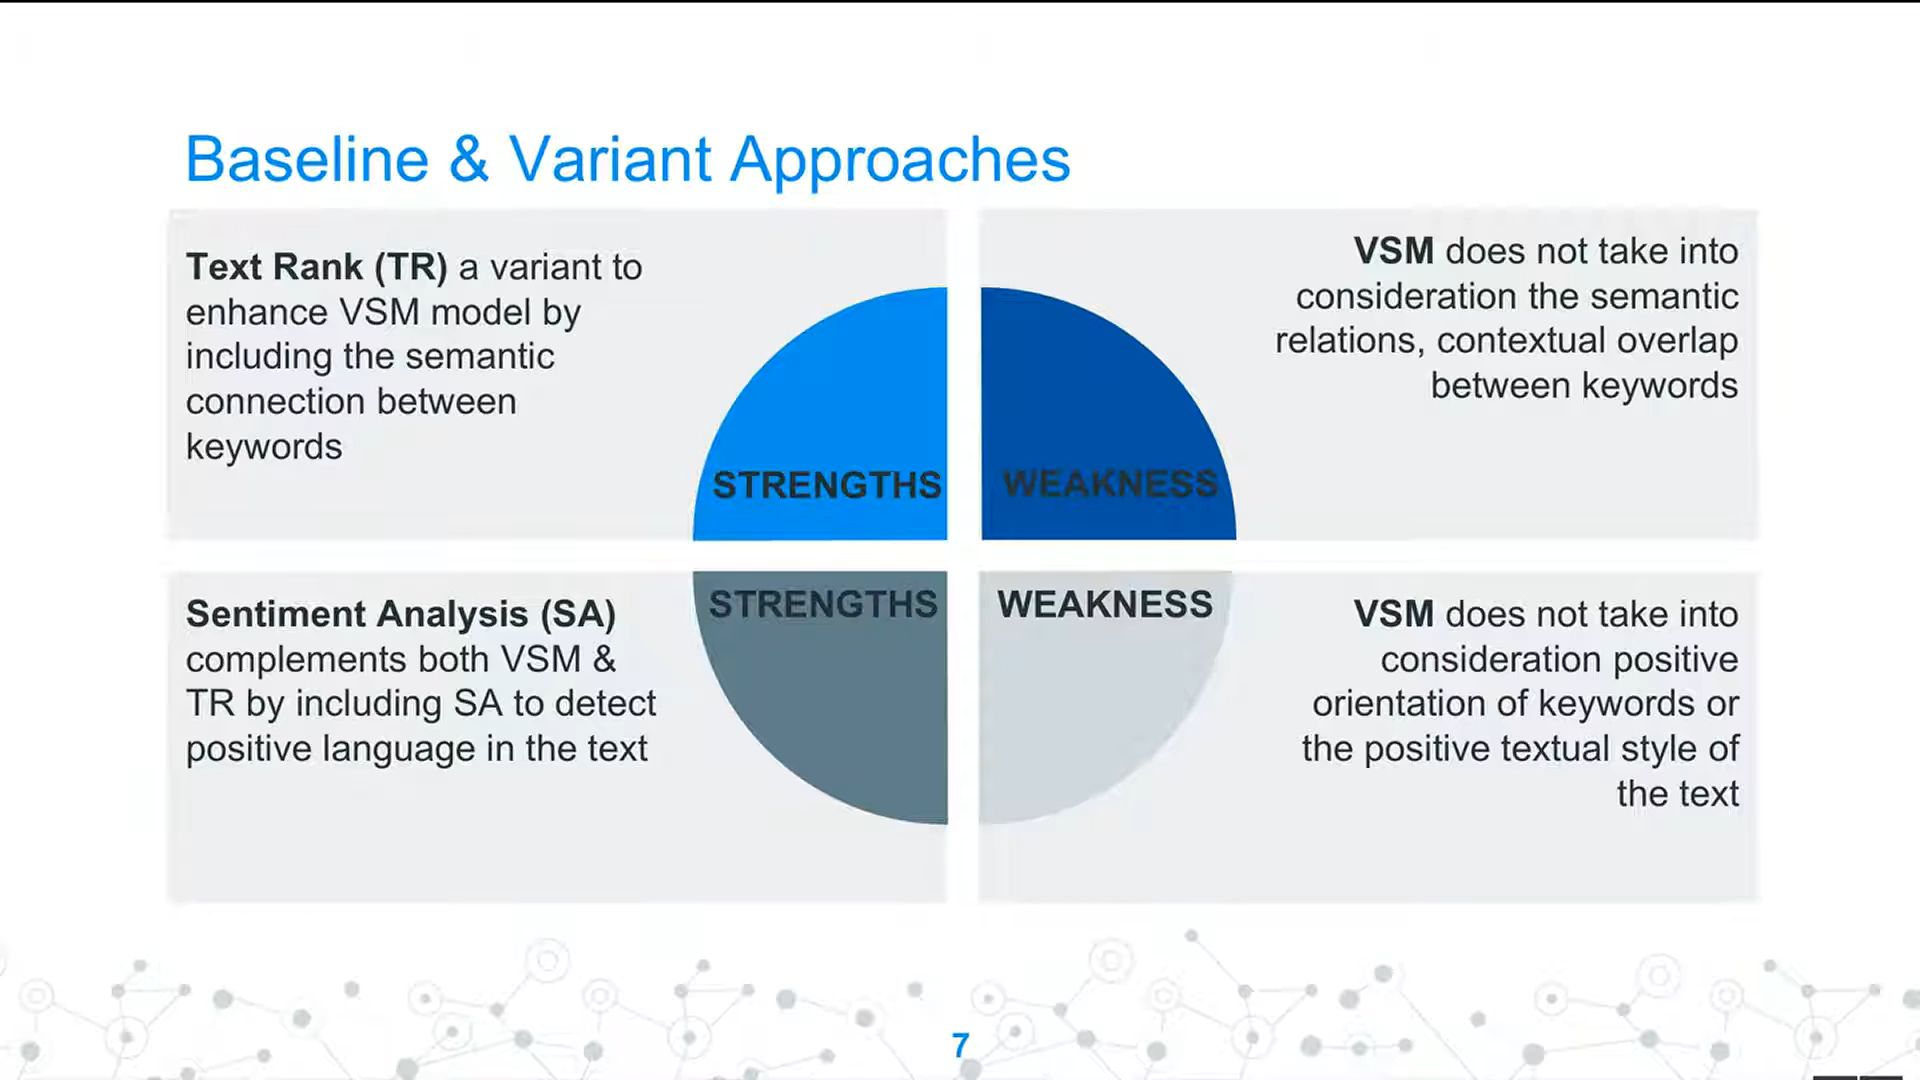 Baseline & Variant Approaches
Text Rank (TR) a variant to
enhance VSM model by
including the semantic
connection between
keywords
STRENGTHS
VSM does not take into
consideration the semantic
relations, contextual overlap
between keywords
WEAKNESS
Sentiment Analysis (SA)
complements both VSM &
TR by including SA to detect
positive language in the text
STRENGTHS
WEAKNESS
VSM does not take into
consideration positive
orientation of keywords or
the positive textual style of
the text
7